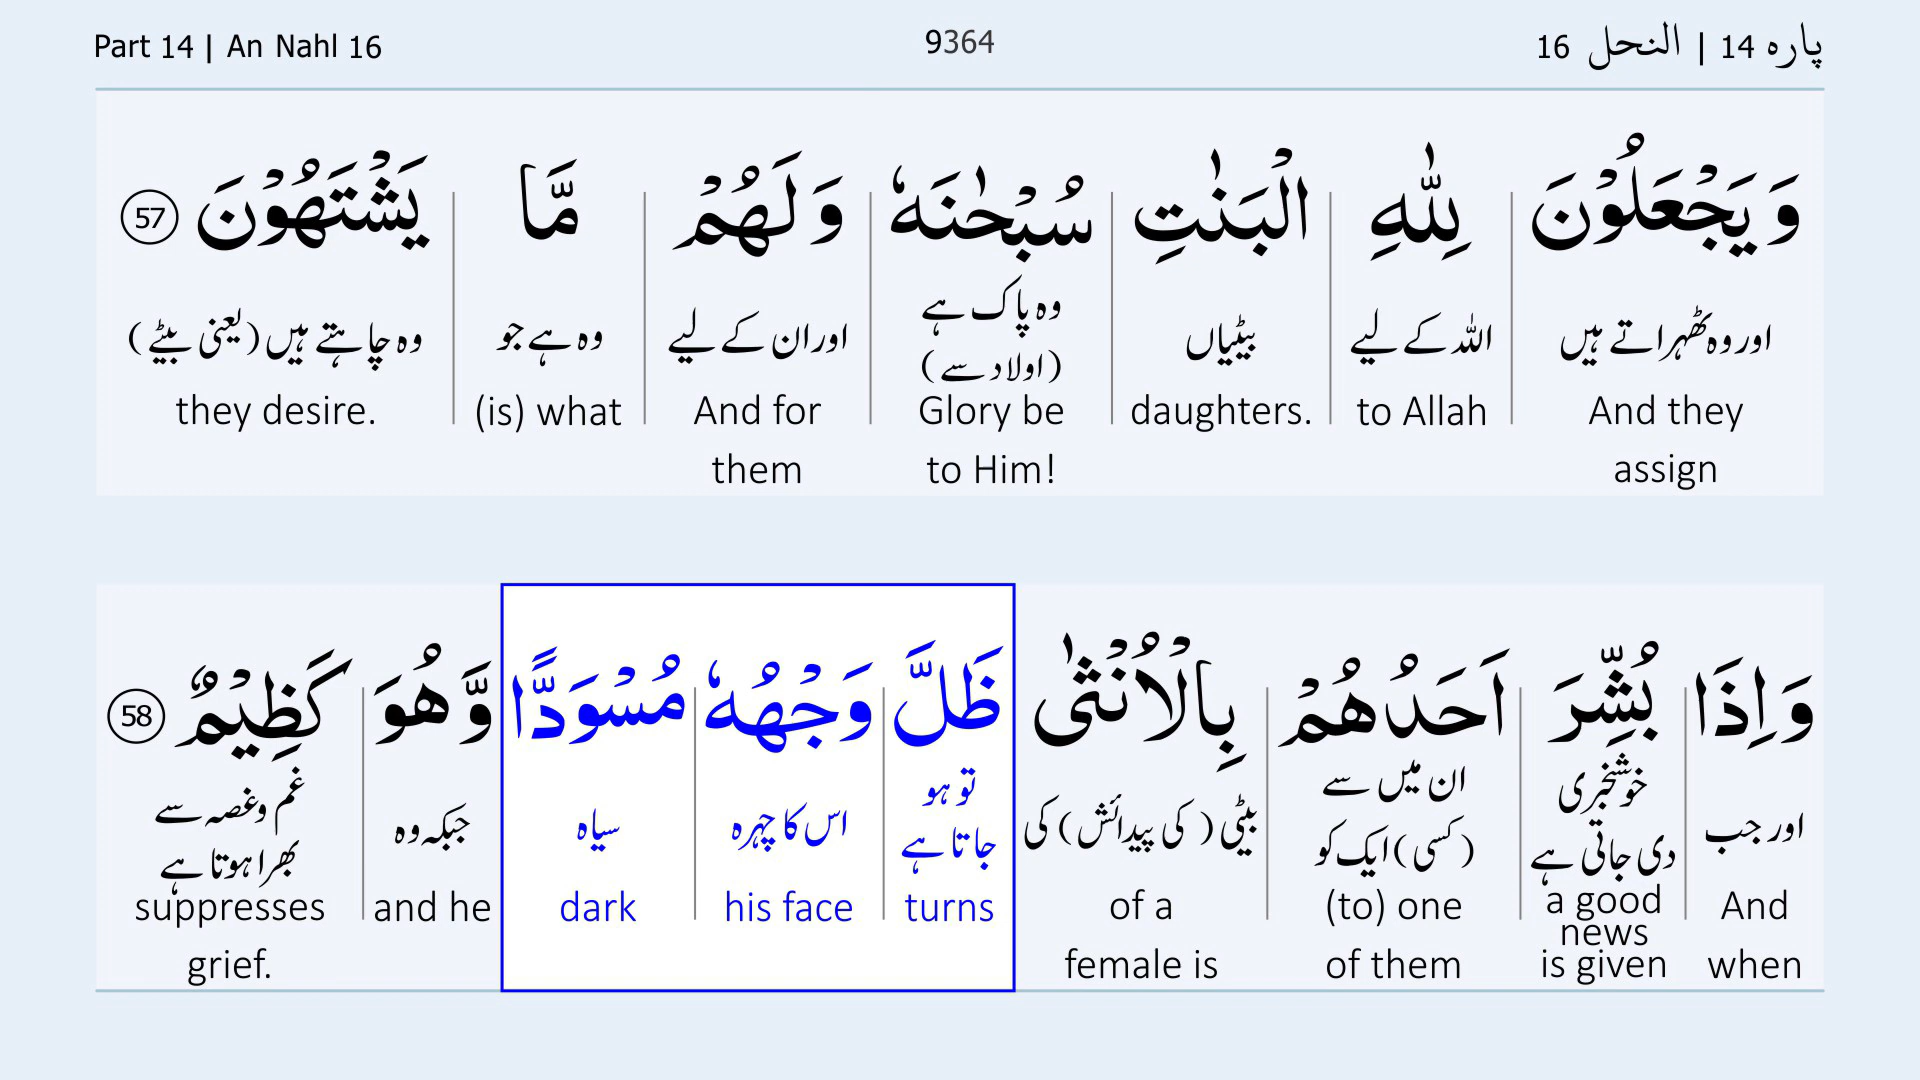 Part 14 | An Nahl 16
9364
پارہ 14 | النحل 16
وَ يَجۡعَلُوۡنَ لِلّٰهِ الۡبَنٰتِ سُبۡحٰنَهٗ‌ وَلَهُمۡ مَّا يَشۡتَهُوۡنَ 57
اور وہ ٹھہراتے ہیں اللہ کے لیے بیٹیاں وہ پاک ہے (اولاد سے) اور ان کے لیے وہ ہے جو وہ چاہتے ہیں (یعنی بیٹے)
And they assign to Allah daughters. Glory be to Him! And for them (is) what they desire.
وَاِذَا بُشِّرَ اَحَدُهُمۡ بِالۡاُنۡثٰى ظَلَّ وَجۡهُهٗ مُسۡوَدًّا وَّهُوَ كَظِيۡمٌ‌ۚ 58
اور جب خوشخبری دی جاتی ہے ان میں سے (کسی) ایک کو بیٹی (کی پیدائش) کی تو ہو جاتا ہے اس کا چہرہ سیاہ جبکہ وہ غم وغصہ سے بھرا ہوتا ہے
And when a good news is given (to) one of them of a female is turns his face dark and he suppresses grief.